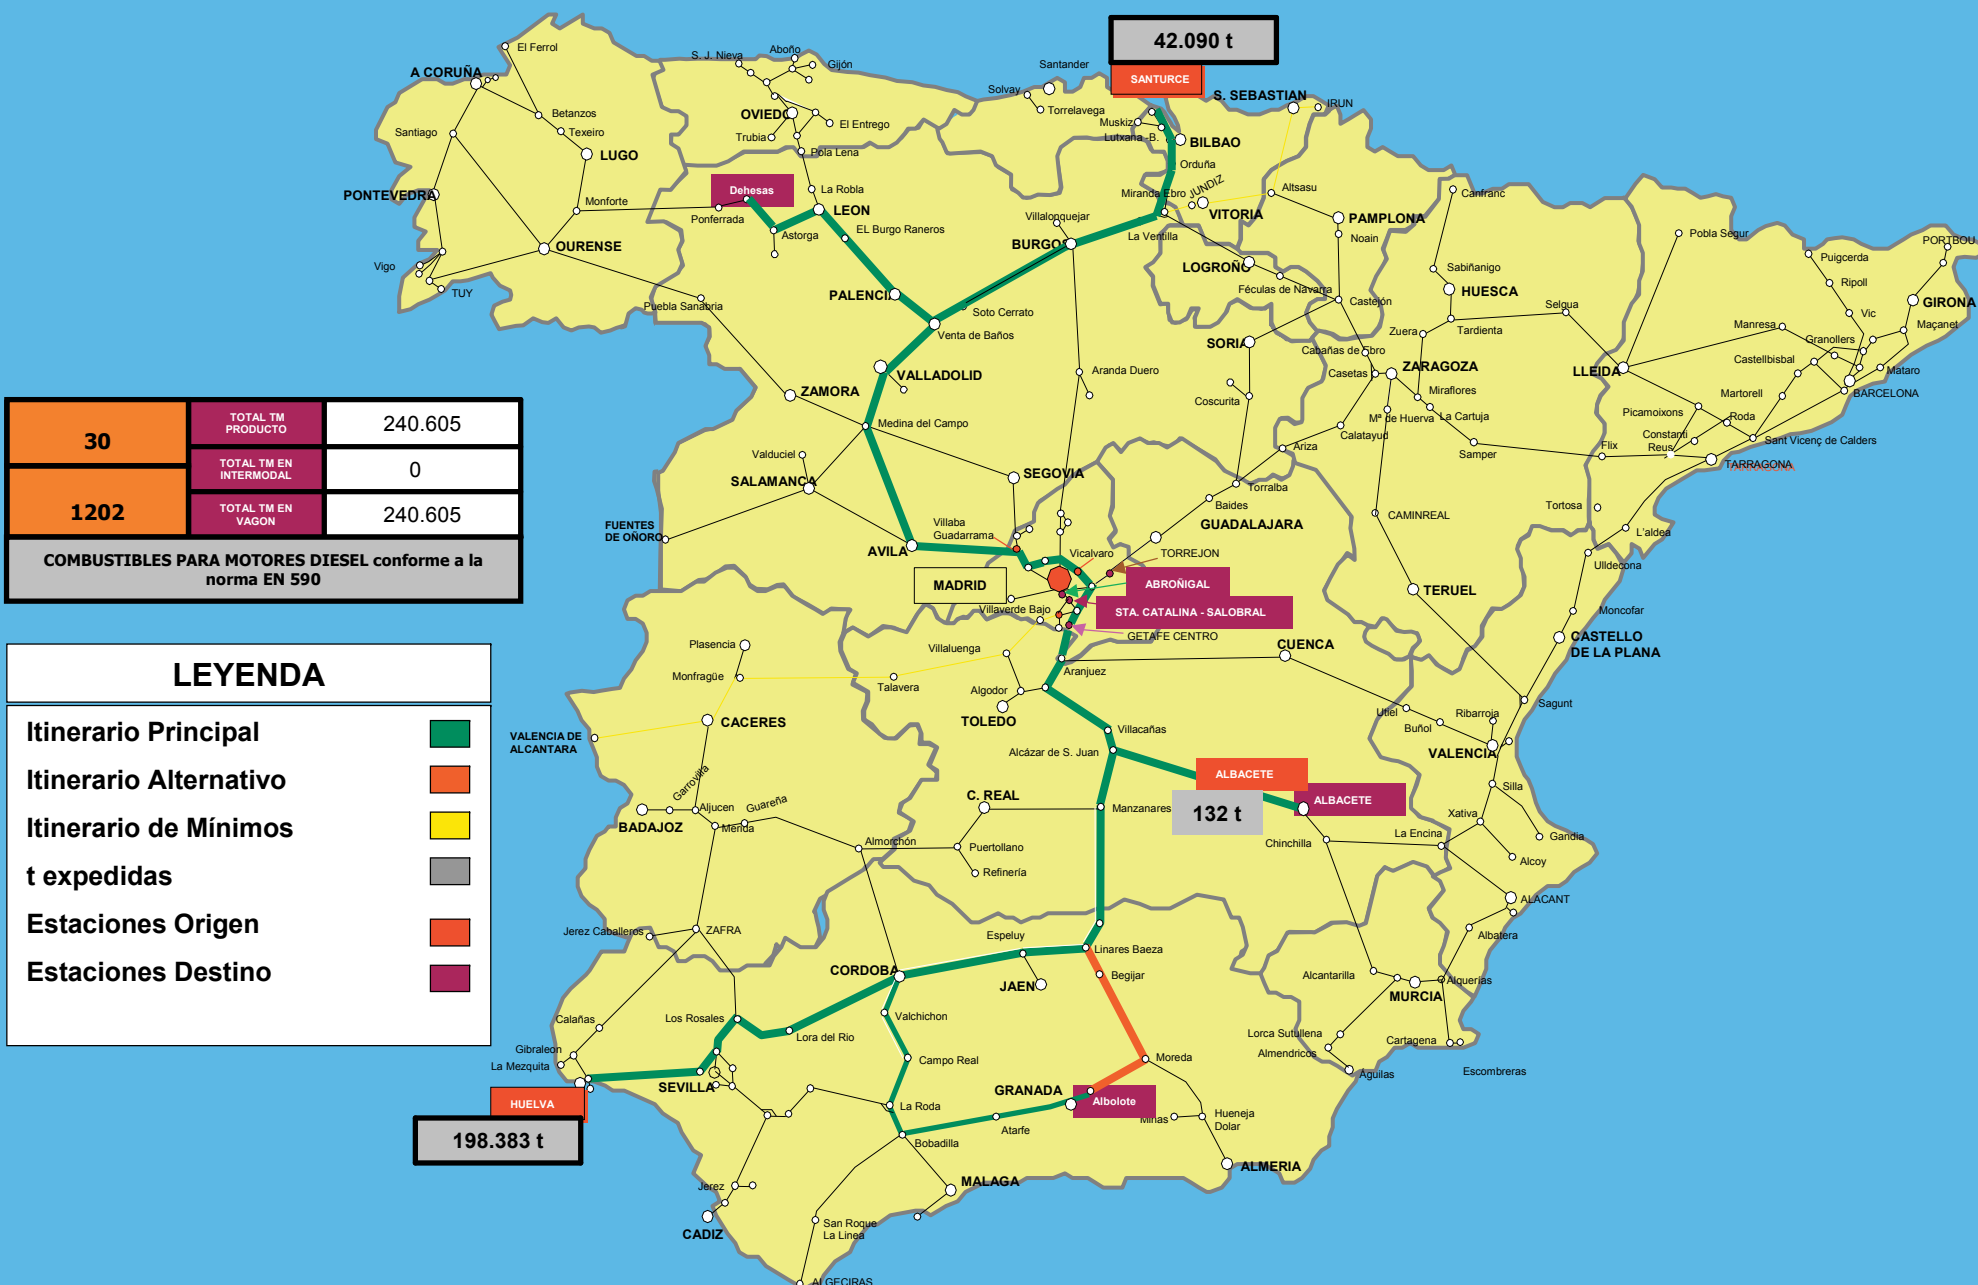 42.090 t
SANTURCE
El Ferrol
A CORUÑA
S. J. Nieva
Aboño
Gijón
Santander
Solvay
Torrelavega
S. SEBASTIAN
IRUN
Betanzos
Texeiro
Santiago
LUGO
OVIEDO
El Entrego
Trubia
Pola Lena
Muskiz
Lutxana -B.
BILBAO
Orduña
PONTEVEDRA
Monforte
Dehesas
Ponferrada
La Robla
LEON
Astorga
EL Burgo Raneros
Miranda Ebro
JUNDIZ
VITORIA
Altsasu
PAMPLONA
Noain
Canfranc
Villalonquejar
BURGOS
La Ventilla
OURENSE
Vigo
TUY
Puebla Sanabria
LOGROÑO
Féculas de Navarra
Castejón
Sabiñanigo
HUESCA
Pobla Segur
Puigcerda
PORTBOU
Ripoll
GIRONA
Selgua
Tardienta
Zuera
Vic
Maçanet
Manresa
Granollers
PALENCIA
Soto Cerrato
Venta de Baños
SORIA
Cabañas de Ebro
Casetas
ZARAGOZA
Castellbisbal
Mataro
LLEIDA
BARCELONA
VALLADOLID
ZAMORA
Aranda Duero
Coscurita
Miraflores
Mª de Huerva
La Cartuja
Martorell
Picamoixons
Roda
Medina del Campo
Calatayud
Ariza
Samper
Flix
Constanti
Reus
Sant Vicenç de Calders
TARRAGONA
30
TOTAL TM
PRODUCTO
240.605
TOTAL TM EN
INTERMODAL
0
1202
TOTAL TM EN
VAGON
240.605
COMBUSTIBLES PARA MOTORES DIESEL conforme a la
norma EN 590
Valduciel
SALAMANCA
SEGOVIA
Torralba
Baides
GUADALAJARA
CAMINREAL
Tortosa
L'aldea
Ulldecona
FUENTES
DE OÑORO
AVILA
Villaba
Guadarrama
Vicalvaro
TORREJON
MADRID
ABROÑIGAL
STA. CATALINA - SALOBRAL
Villaverde Bajo
GETAFE CENTRO
TERUEL
Moncofar
CASTELLO
DE LA PLANA
CUENCA
Plasencia
Monfragüe
Villaluenga
Talavera
Algodor
Aranjuez
TOLEDO
CACERES
VALENCIA DE
ALCANTARA
Villacañas
Alcázar de S. Juan
Utiel
Buñol
Ribarroja
VALENCIA
Sagunt
Silla
Xativa
Gandia
Alcoy
LEYENDA
Itinerario Principal
Itinerario Alternativo
Itinerario de Mínimos
t expedidas
Estaciones Origen
Estaciones Destino
ALBACETE
ALBACETE
132 t
C. REAL
Manzanares
Garrovilla
Aljucen
Guareña
BADAJOZ
Merida
Almorchón
Puertollano
Refinería
Chinchilla
La Encina
ALACANT
Albatera
Jerez Caballeros
ZAFRA
Espeluy
Linares Baeza
CORDOBA
JAEN
Begijar
Alcantarilla
MURCIA
Alquerias
Calañas
Los Rosales
Lora del Rio
Valchichon
Campo Real
Moreda
Lorca Sutullena
Almendricos
Aguilas
Cartagena
Escombreras
Gibraleon
La Mezquita
SEVILLA
HUELVA
198.383 t
GRANADA
Albolote
La Roda
Atarfe
Bobadilla
Minas
Hueneja
Dolar
ALMERIA
MALAGA
Jerez
CADIZ
San Roque
La Linea
ALGECIRAS